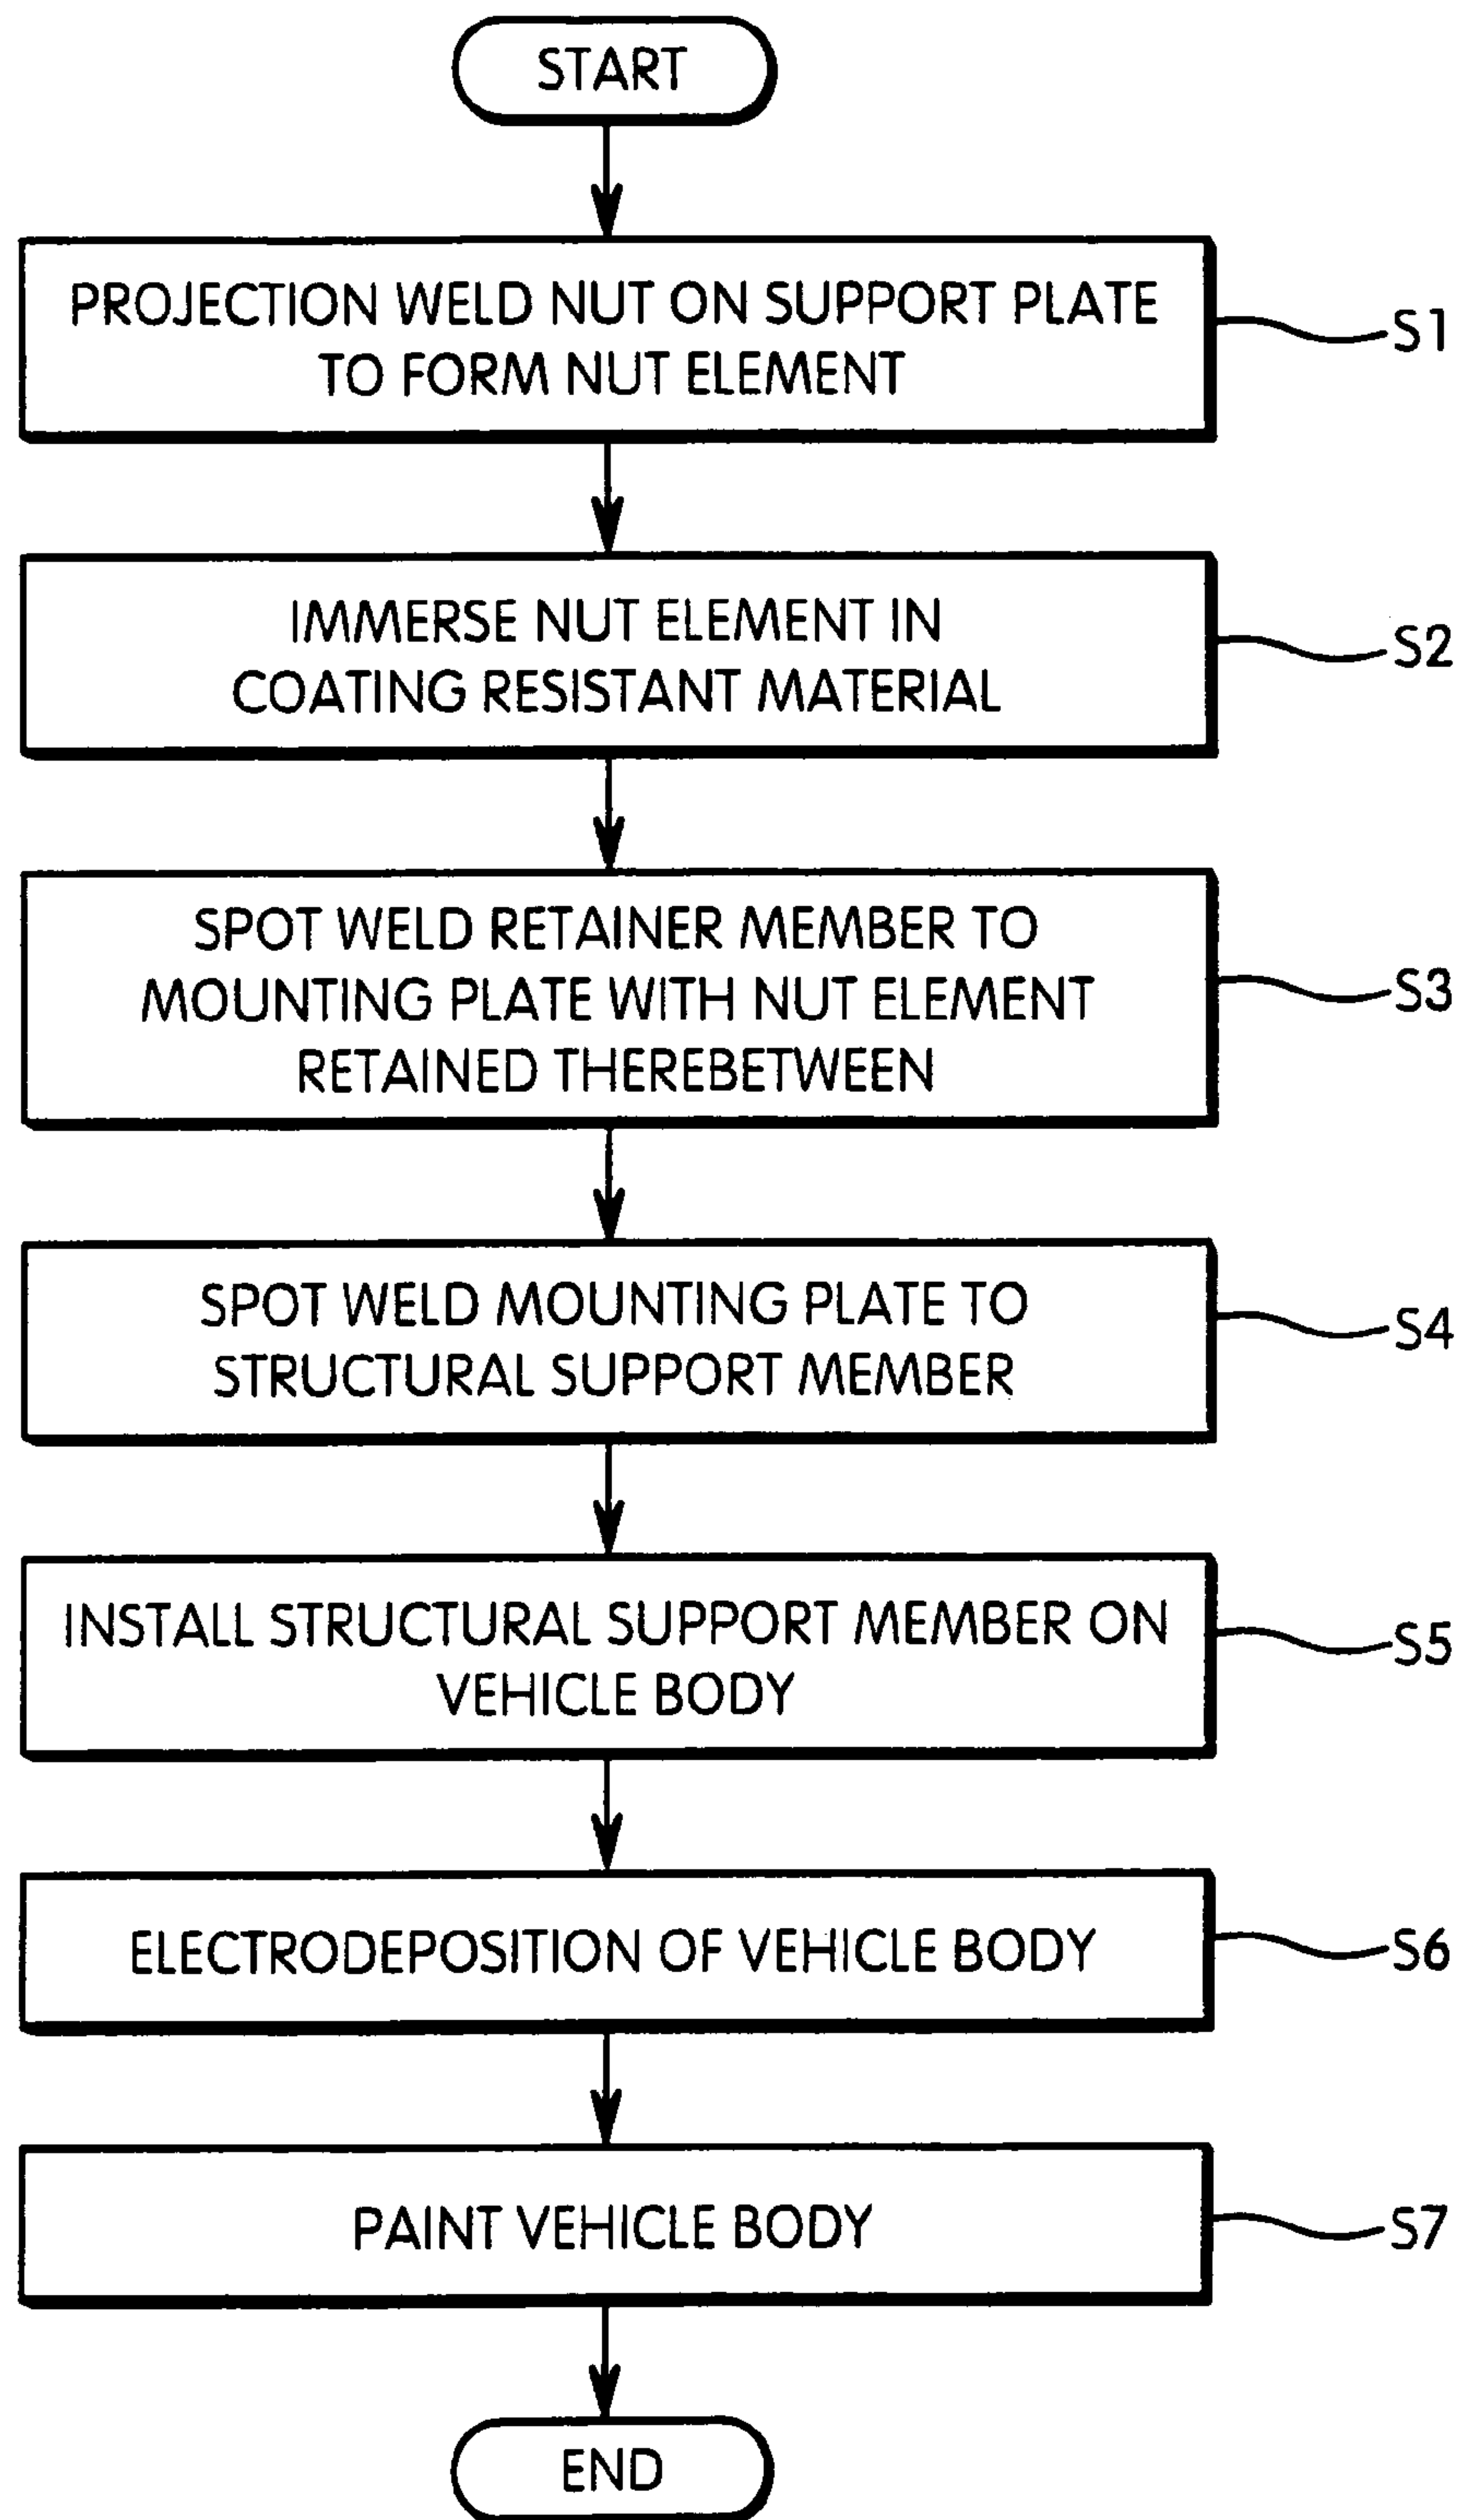 START
PROJECTION WELD NUT ON SUPPORT PLATE
TO FORM NUT ELEMENT
S1
IMMERSE NUT ELEMENT IN
COATING RESISTANT MATERIAL
S2
SPOT WELD RETAINER MEMBER TO
MOUNTING PLATE WITH NUT ELEMENT
RETAINED THEREBETWEEN
S3
SPOT WELD MOUNTING PLATE TO
STRUCTURAL SUPPORT MEMBER
S4
INSTALL STRUCTURAL SUPPORT MEMBER ON
VEHICLE BODY
S5
ELECTRODEPOSITION OF VEHICLE BODY
S6
PAINT VEHICLE BODY
S7
END